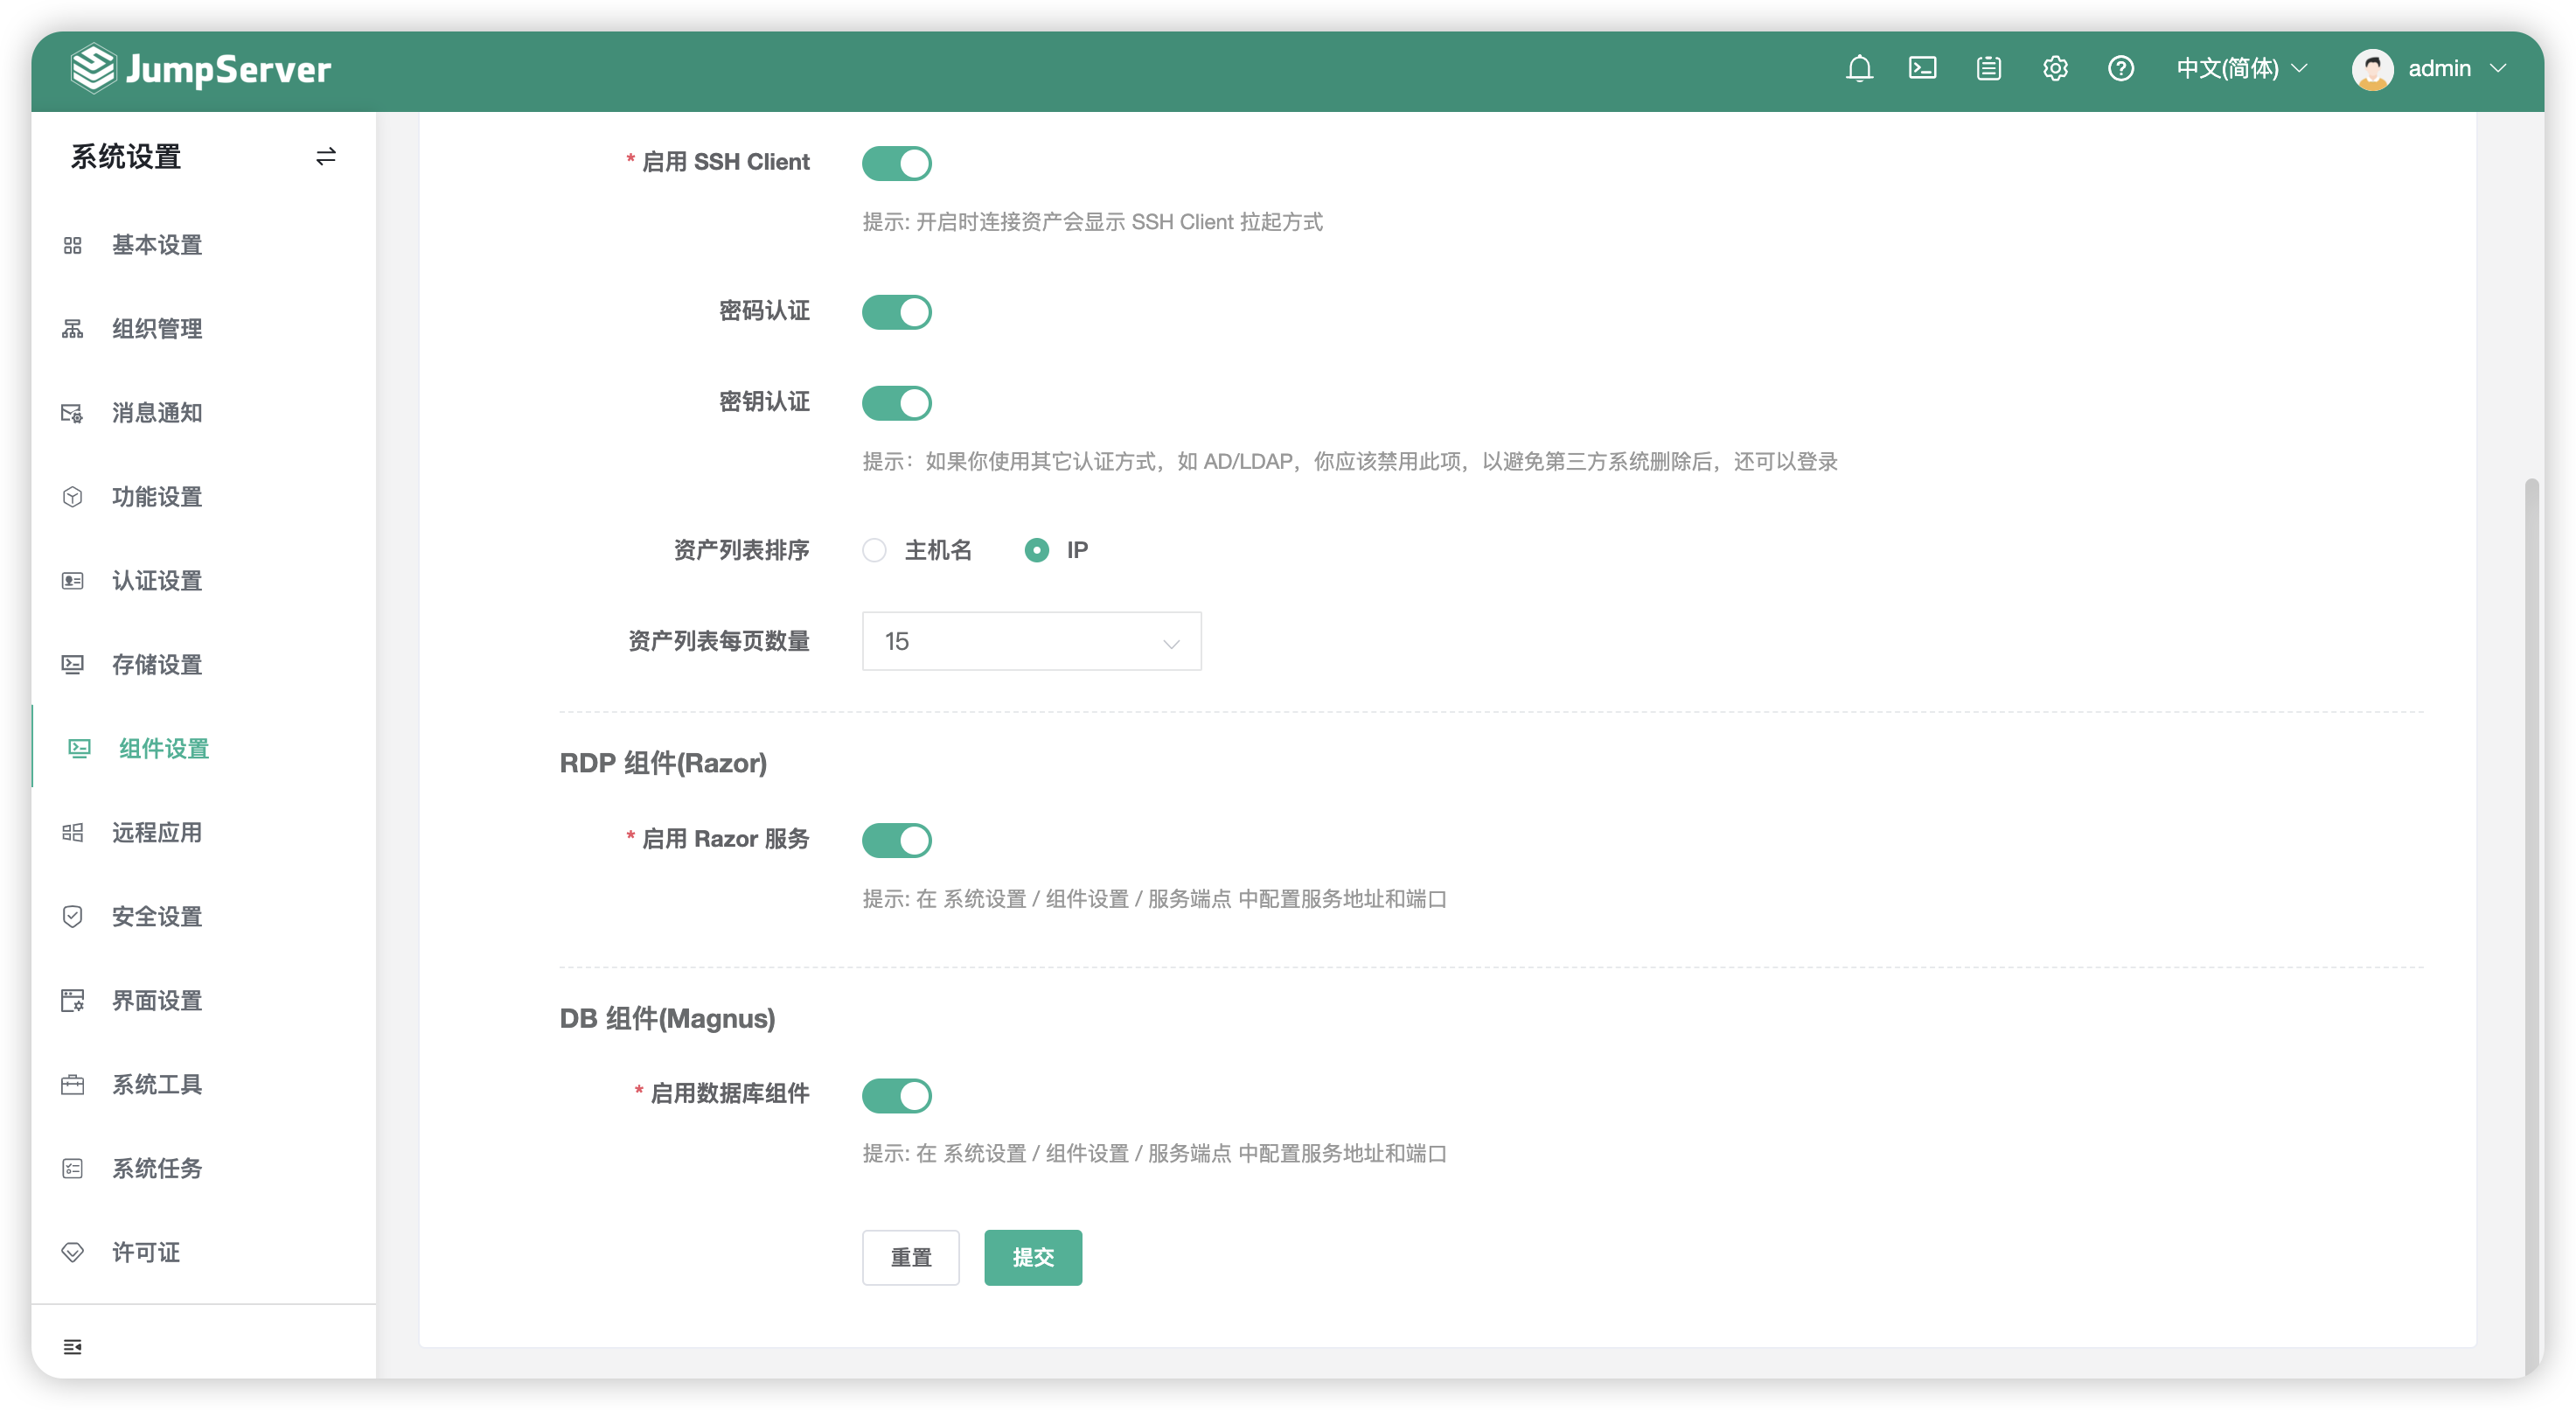 JumpServer
中文(简体)
admin
系统设置
基本设置
组织管理
消息通知
功能设置
认证设置
存储设置
组件设置
远程应用
安全设置
界面设置
系统工具
系统任务
许可证
* 启用 SSH Client
提示: 开启时连接资产会显示 SSH Client 拉起方式
密码认证
密钥认证
提示：如果你使用其它认证方式，如 AD/LDAP，你应该禁用此项，以避免第三方系统删除后，还可以登录
资产列表排序 主机名 IP
资产列表每页数量 15
RDP 组件(Razor)
* 启用 Razor 服务
提示: 在 系统设置 / 组件设置 / 服务端点 中配置服务地址和端口
DB 组件(Magnus)
* 启用数据库组件
提示: 在 系统设置 / 组件设置 / 服务端点 中配置服务地址和端口
重置 提交